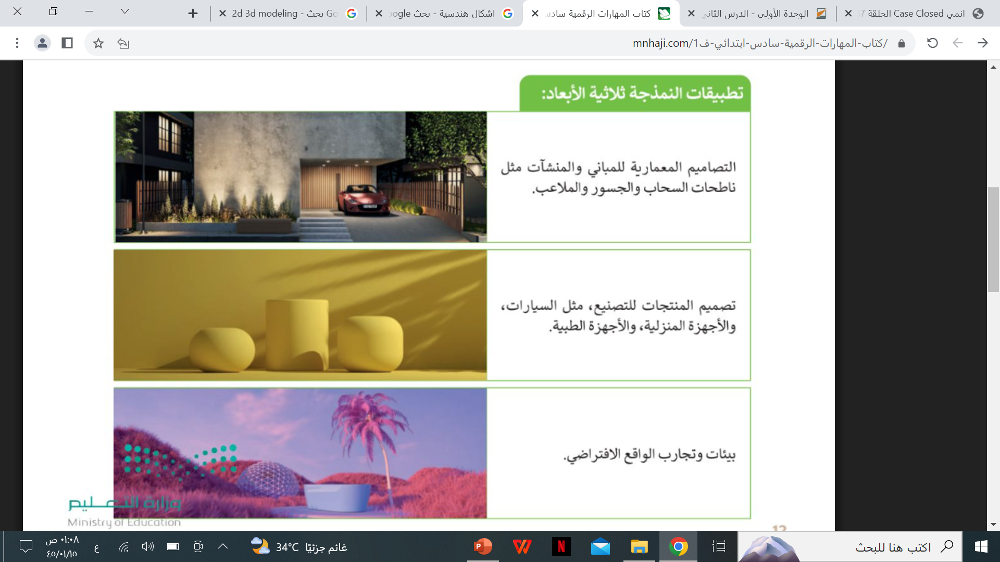 انمي Case Closed الحلقة
الوحدة الأولى - الدرس الثاني
كتاب المهارات الرقمية سادس
اشكال هندسية - بحث
2d 3d modeling - بحث Go
mnhaji.com/كتاب-المهارات-الرقمية-سادس-ابتدائي-ف1/
تطبيقات النمذجة ثلاثية الأبعاد:
التصاميم المعمارية للمباني والمنشآت مثل
ناطحات السحاب والجسور والملاعب.
تصميم المنتجات للتصنيع، مثل السيارات،
والأجهزة المنزلية، والأجهزة الطبية.
بيئات وتجارب الواقع الافتراضي.
وزارة التعليم
Ministry of Education
12
اكتب هنا للبحث
34°C غائم جزئيًا
ع
٠١:٠٨ ص
٤٥/٠١/١٥